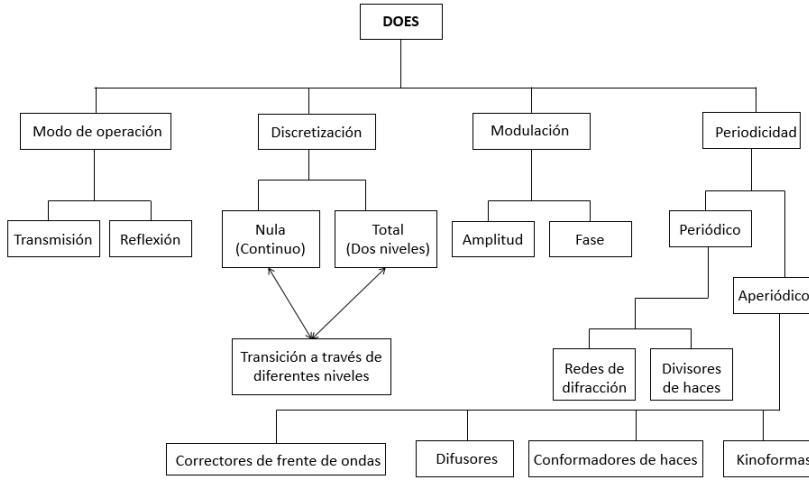 DOES
Modo de operación
Discretización
Modulación
Periodicidad
Transmisión
Reflexión
Nula
(Continuo)
Total
(Dos niveles)
Amplitud
Fase
Periódico
Aperiódico
Transición a través de
diferentes niveles
Redes de
difracción
Divisores
de haces
Correctores de frente de ondas
Difusores
Conformadores de haces
Kinoformas